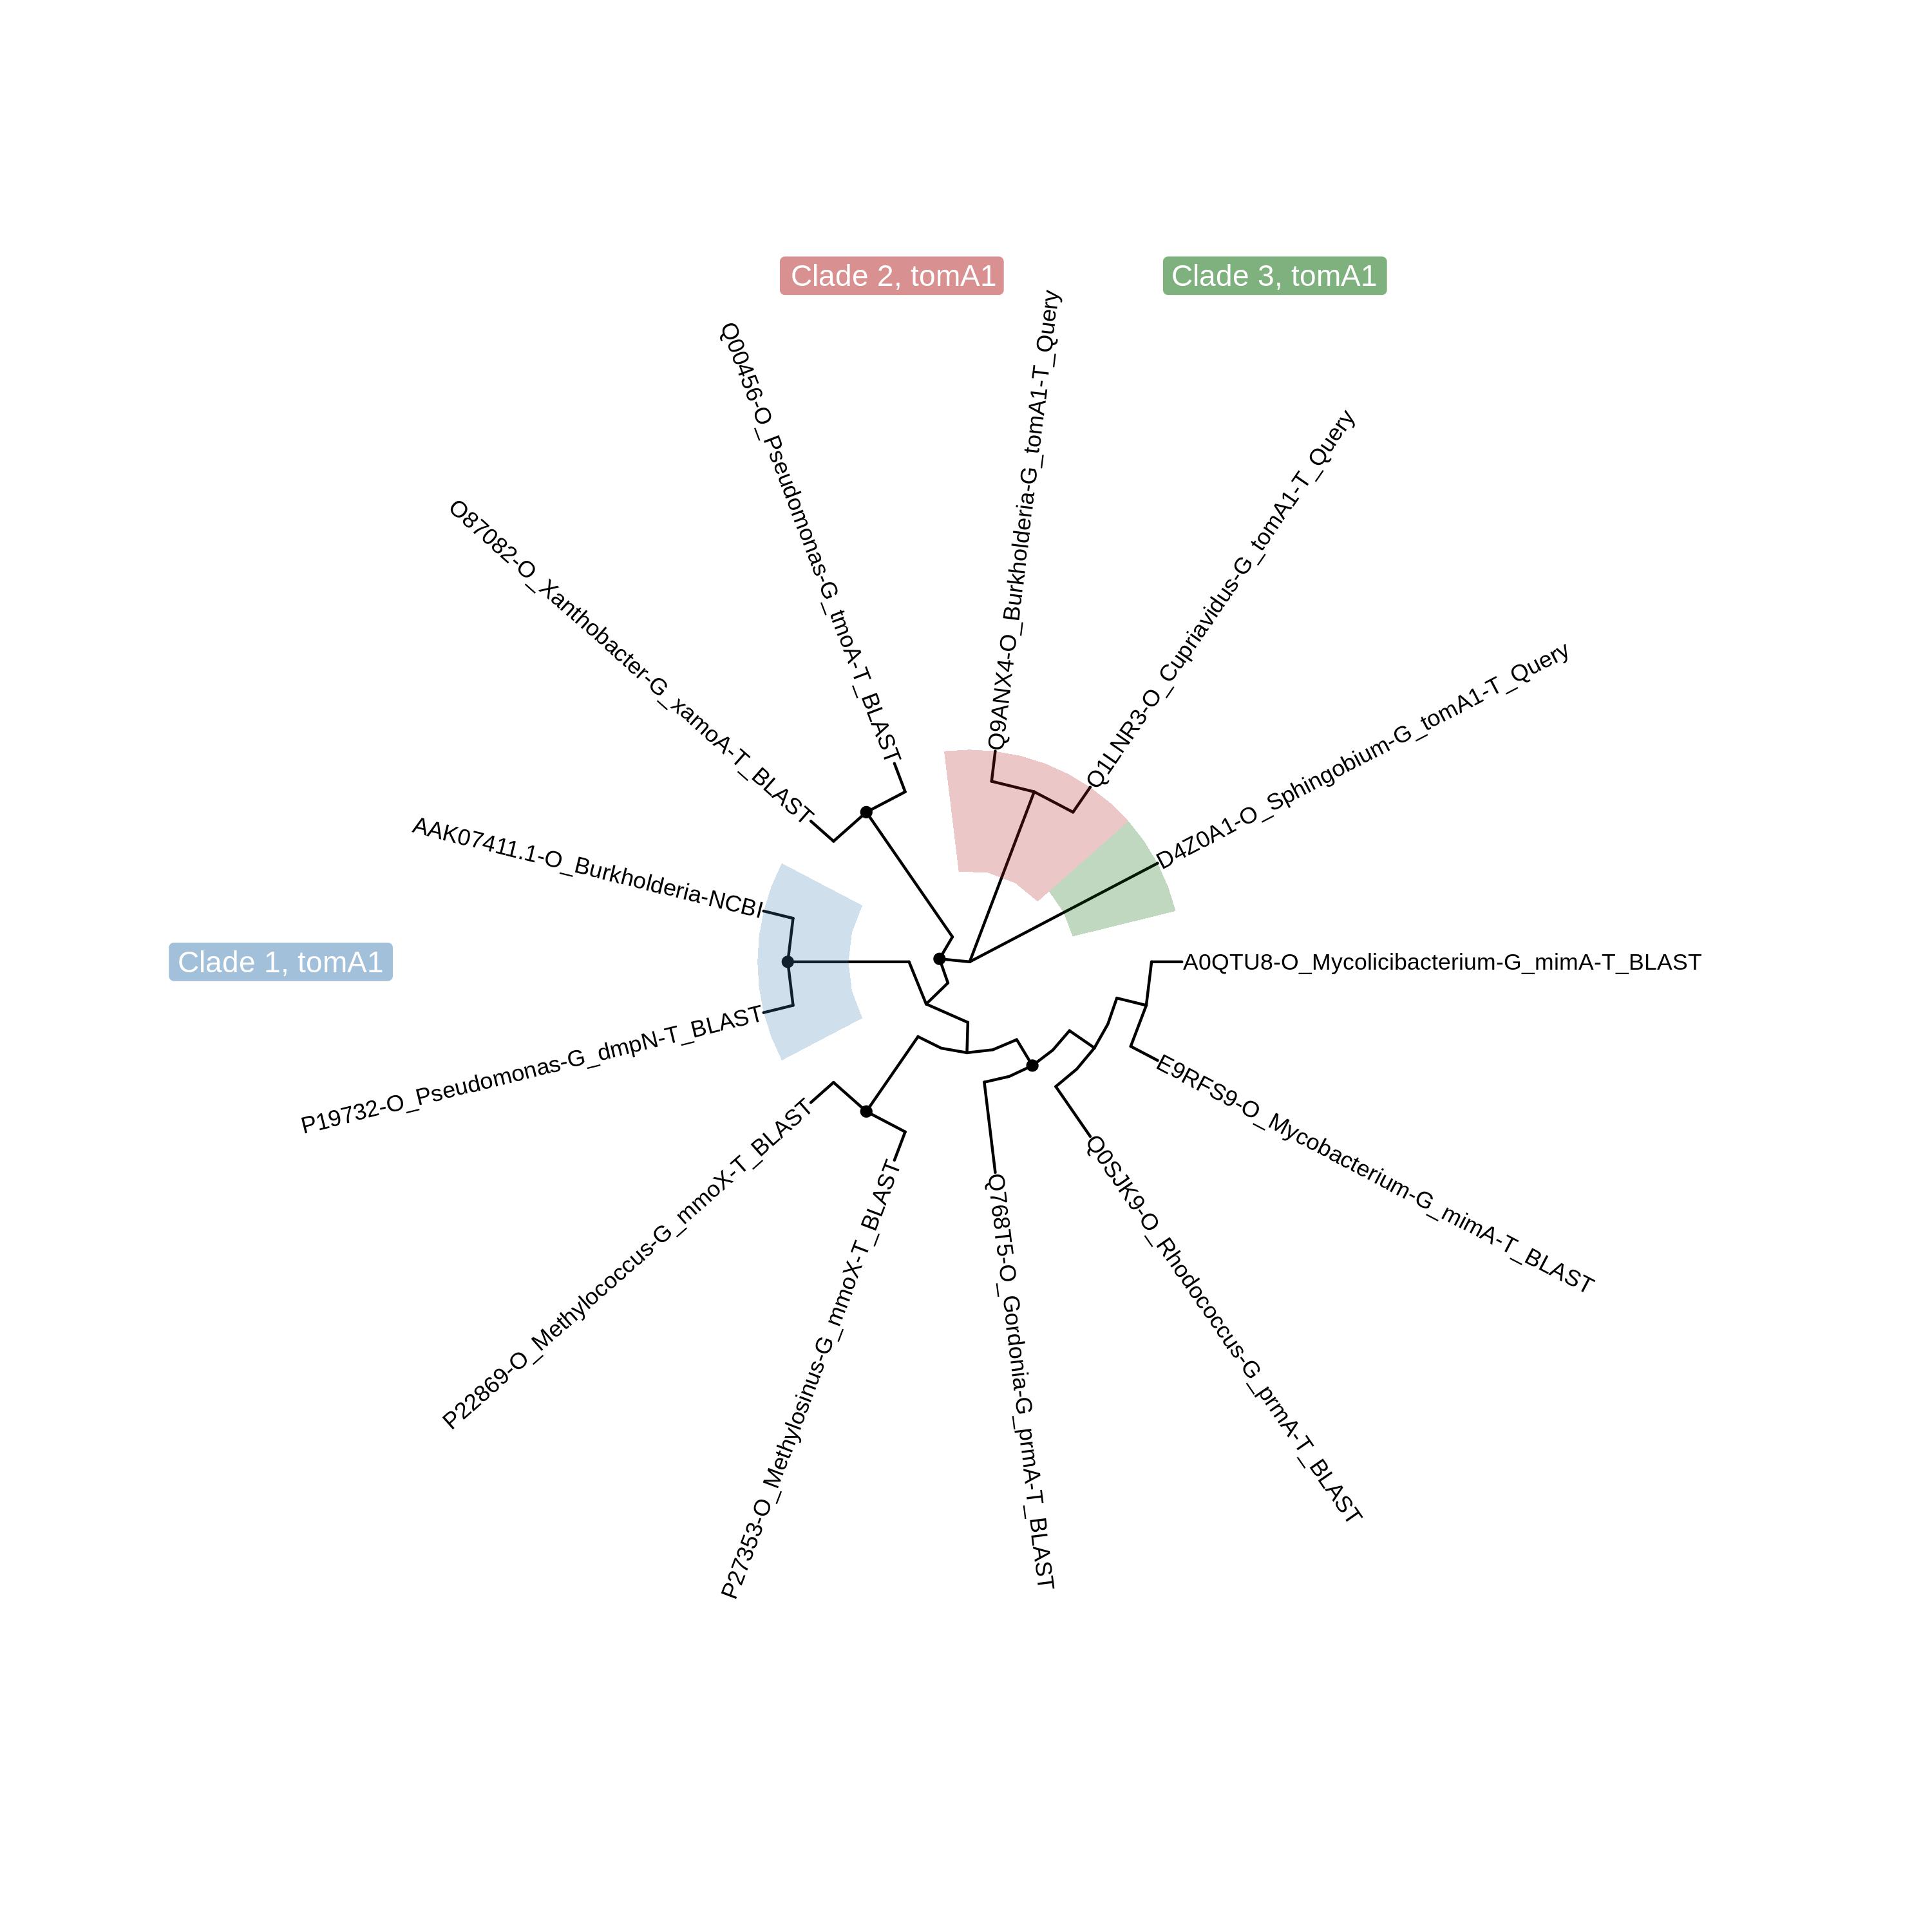 Clade 2, tomA1
Clade 3, tomA1
Q9ANX4-O_Burkholderia-G_tomA1-T_Query
Q00456-O_Pseudomonas-G_tmoA-T_BLAST
Q1LNR3-O_Cupriavidus-G_tomA1-T_Query
O87082-O_Xanthobacter-G_xamoA-T_BLAST
D4Z0A1-O_Sphingobium-G_tomA1-T_Query
AAK07411.1-O_Burkholderia-NCBI
Clade 1, tomA1
A0QTU8-O_Mycolicibacterium-G_mimA-T_BLAST
P19732-O_Pseudomonas-G_dmpN-T_BLAST
E9RFS9-O_Mycobacterium-G_mimA-T_BLAST
P22869-O_Methylococcus-G_mmoX-T_BLAST
Q0SJK9-O_Rhodococcus-G_prmA-T_BLAST
P27353-O_Methylosinus-G_mmoX-T_BLAST
Q768T5-O_Gordonia-G_prmA-T_BLAST